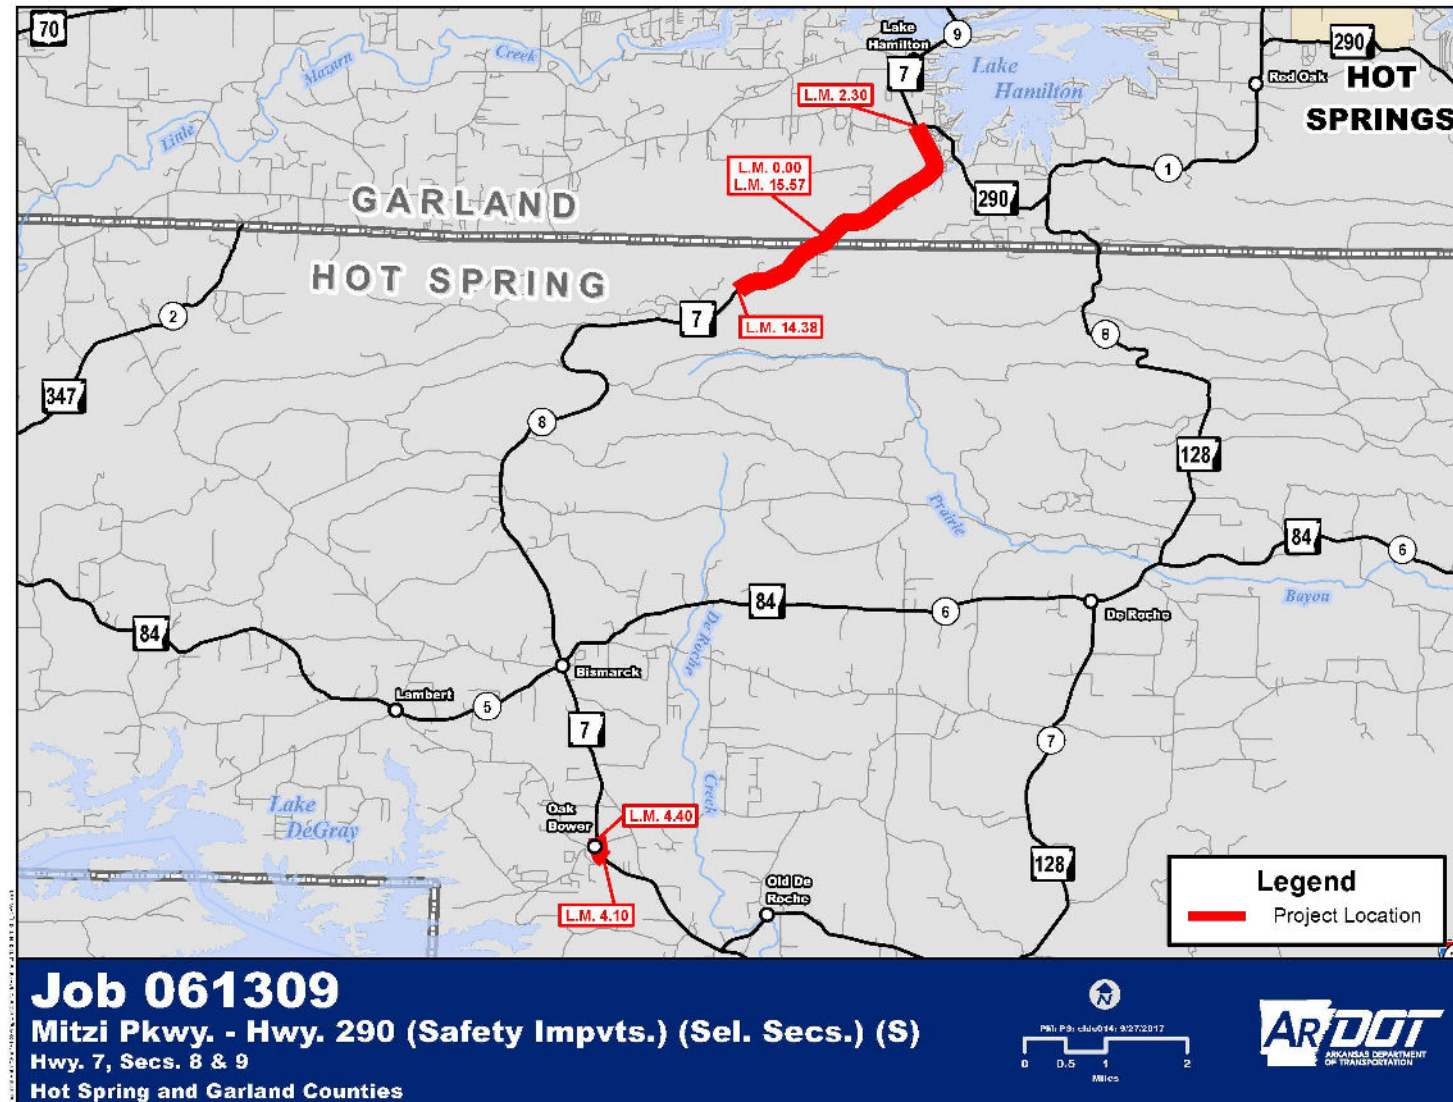 70
Mazarn
Creek
Little
Lake
Hamilton
9
7
Lake
Hamilton
290
Red Oak
HOT
SPRINGS
L.M. 2.30
L.M. 0.00
L.M. 15.57
1
290
GARLAND
HOT SPRING
2
7
L.M. 14.38
8
347
8
128
Prairie
84
6
Bayou
84
6
De Roche
De Roche
Creek
84
Lambert
5
Bismarck
7
7
Lake
DeGray
Oak
Bower
L.M. 4.40
L.M. 4.10
Old De
Roche
128
Legend
Project Location
Job 061309
Mitzi Pkwy. - Hwy. 290 (Safety Impvts.) (Sel. Secs.) (S)
Hwy. 7, Secs. 8 & 9
Hot Spring and Garland Counties
N
9/27/2017
0 0.5 1 2
Miles
ARDOT
ARKANSAS DEPARTMENT
OF TRANSPORTATION